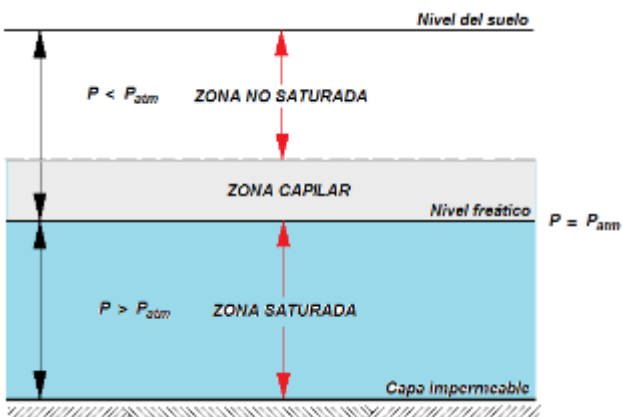 Nivel del suelo
P < Patm
ZONA NO SATURADA
ZONA CAPILAR
Nivel freático
P = Patm
P > Patm
ZONA SATURADA
Capa impermeable